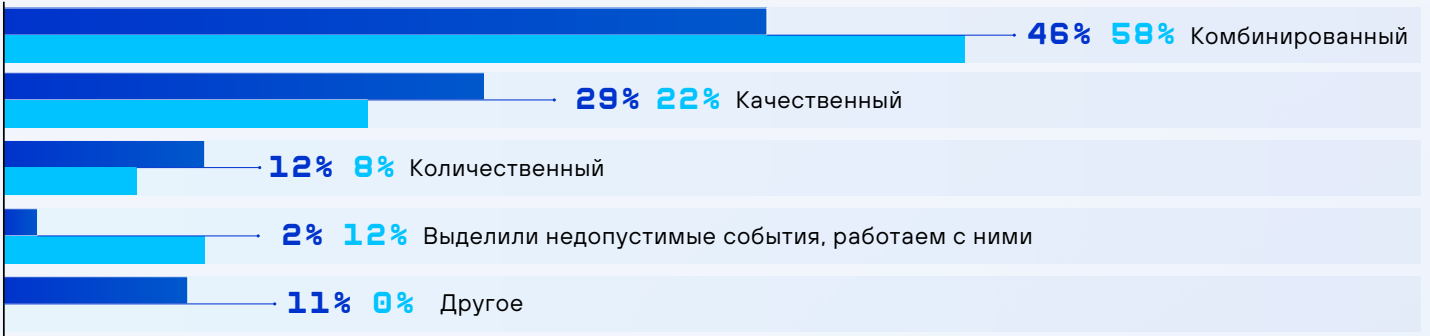 46% 58% Комбинированный
29% 22% Качественный
12% 8% Количественный
2% 12% Выделили недопустимые события, работаем с ними
11% 0% Другое